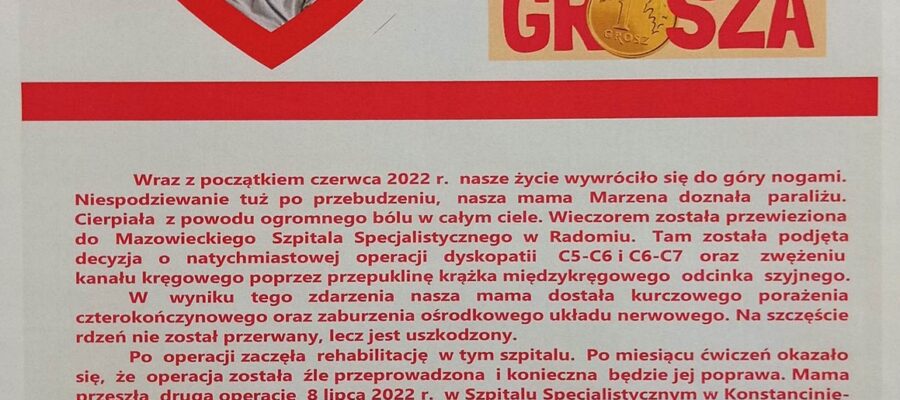 GROSZA
1
GROSZ
Wraz z początkiem czerwca 2022 r. nasze życie wywróciło się do góry nogami.
Niespodziewanie tuż po przebudzeniu, nasza mama Marzena doznała paraliżu.
Cierpiała z powodu ogromnego bólu w całym ciele. Wieczorem została przewieziona
do Mazowieckiego Szpitala Specjalistycznego w Radomiu. Tam została podjęta
decyzja o natychmiastowej operacji dyskopatii C5-C6 i C6-C7 oraz zwężeniu
kanału kręgowego poprzez przepuklinę krążka międzykręgowego odcinka szyjnego.
W wyniku tego zdarzenia nasza mama dostała kurczowego porażenia
czterokończynowego oraz zaburzenia ośrodkowego układu nerwowego. Na szczęście
rdzeń nie został przerwany, lecz jest uszkodzony.
Po operacji zaczęła rehabilitację w tym szpitalu. Po miesiącu ćwiczeń okazało
się, że operacja została źle przeprowadzona i konieczna będzie jej poprawa. Mama
przeszła drugą operację 8 lipca 2022 r. w Szpitalu Specjalistycznym w Konstancinie-